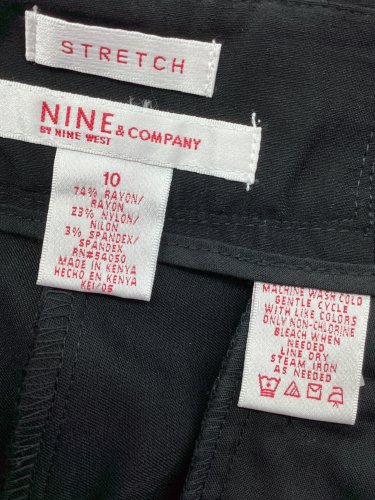 STRETCH
NINE & COMPANY
BY NINE WEST
10
74% RAYON/
RAYON
23% NYLON/
NILON
3% SPANDEX/
SPANDEX
RN#54050
MADE IN KENYA
HECHO EN KENYA
KEI/05
MACHINE WASH COLD
GENTLE CYCLE
WITH LIKE COLORS
ONLY NON-CHLORINE
BLEACH WHEN
NEEDED
LINE DRY
STEAM IRON
AS NEEDED